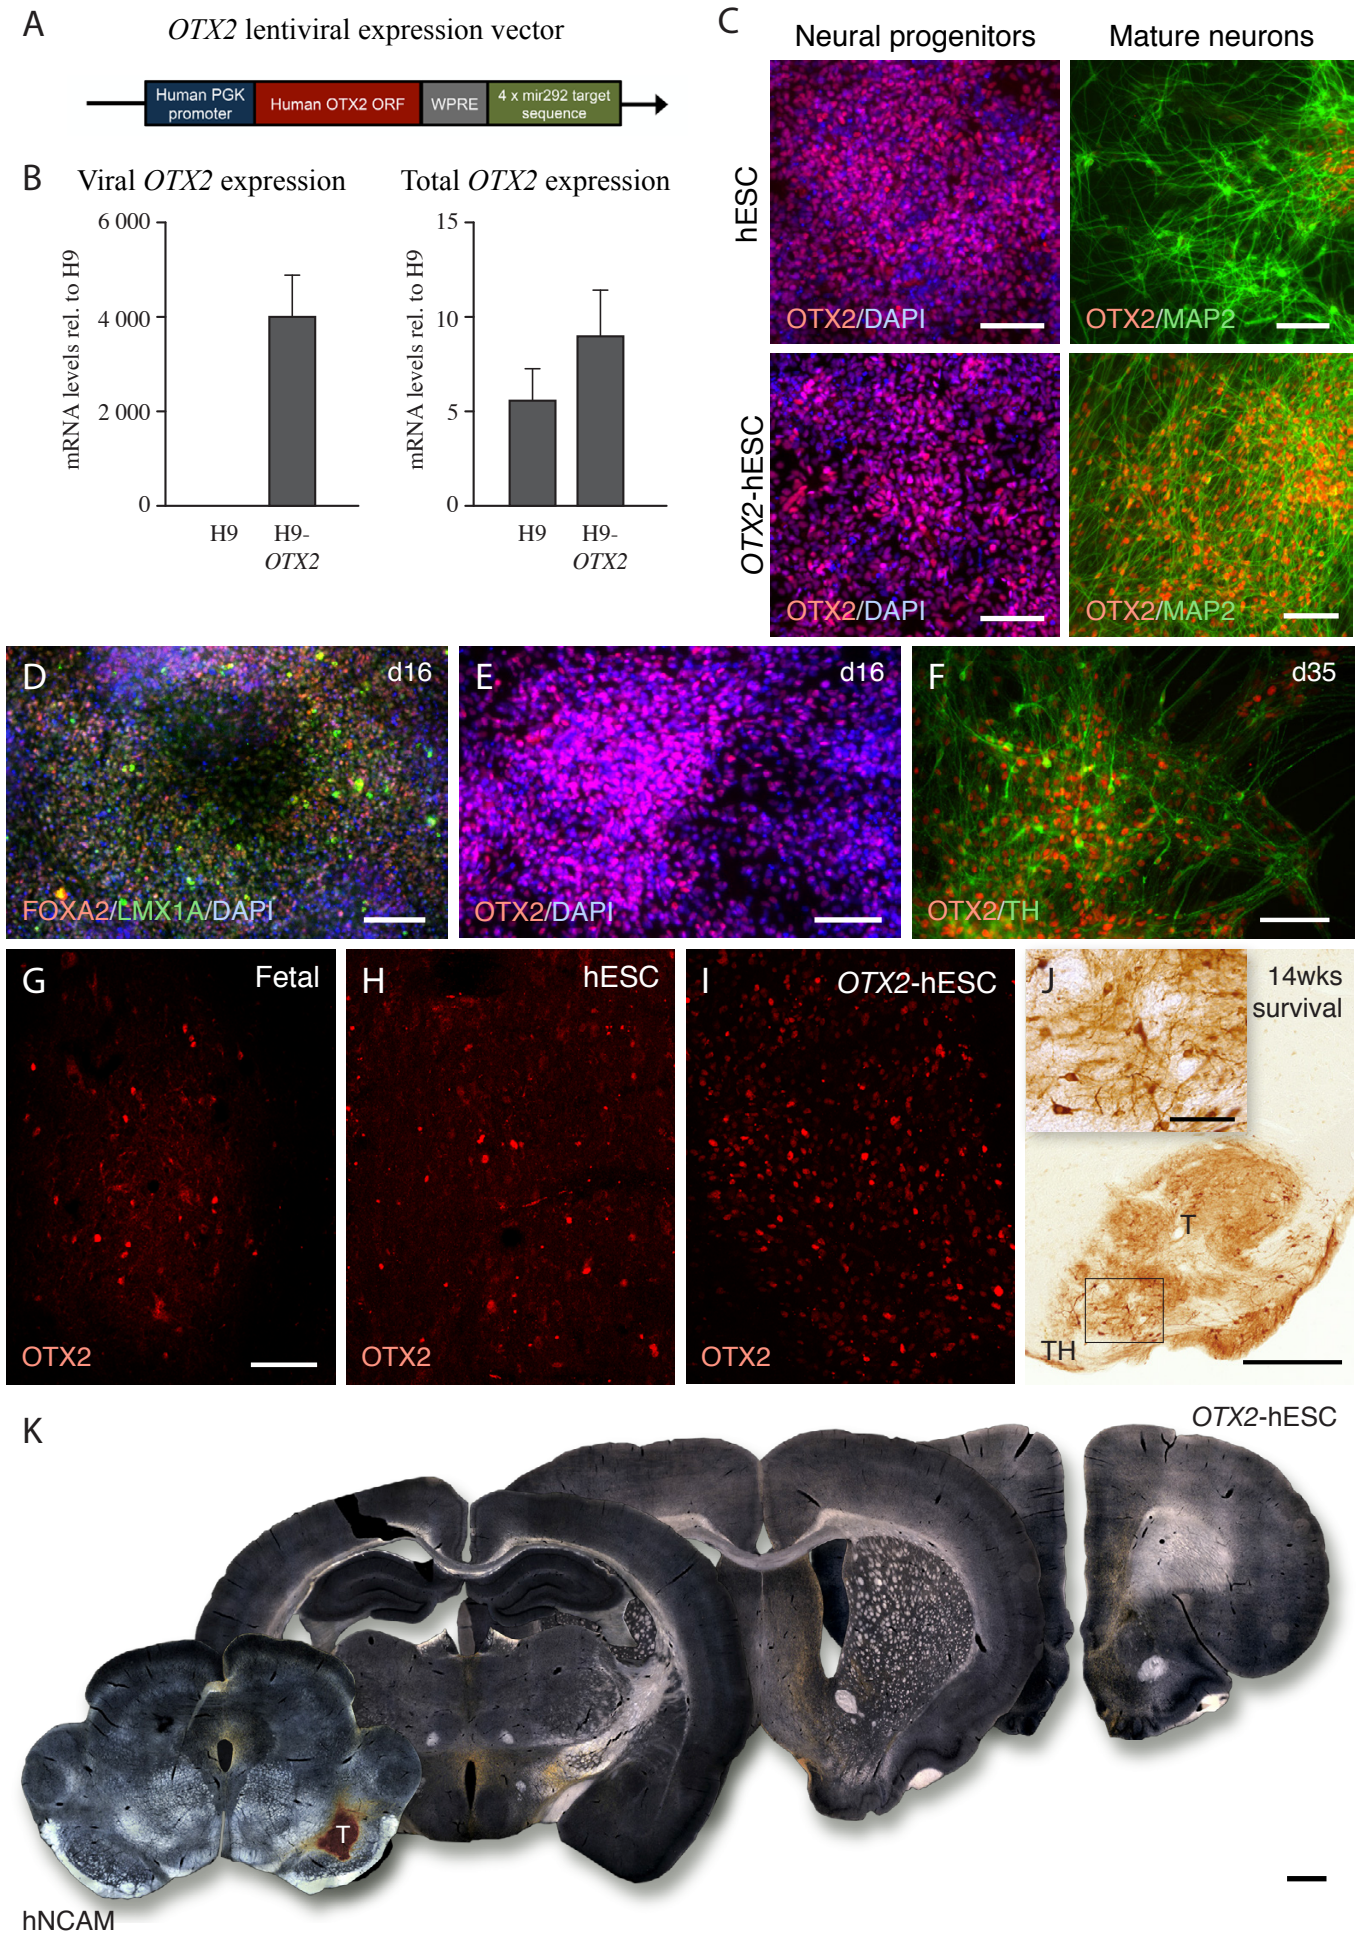 A
OTX2 lentiviral expression vector
Human PGK promoter
Human OTX2 ORF
WPRE
4 x mir292 target sequence
B
Viral OTX2 expression
mRNA levels rel. to H9
6 000
4 000
2 000
0
H9
H9-
OTX2
Total OTX2 expression
mRNA levels rel. to H9
15
10
5
0
H9
H9-
OTX2
C
Neural progenitors
Mature neurons
hESC
OTX2/DAPI
OTX2/MAP2
OTX2-hESC
OTX2/DAPI
OTX2/MAP2
D
d16
FOXA2/LMX1A/DAPI
E
d16
OTX2/DAPI
F
d35
OTX2/TH
G
Fetal
OTX2
H
hESC
OTX2
I
OTX2-hESC
OTX2
J
14wks
survival
T
TH
K
OTX2-hESC
T
hNCAM